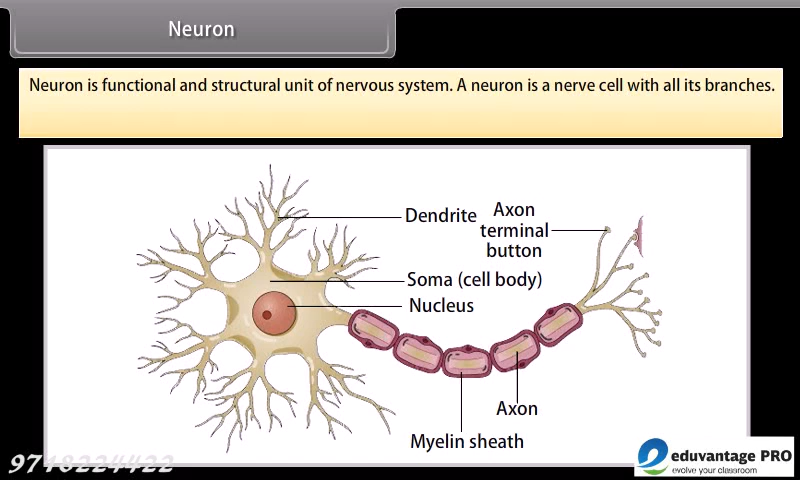 Neuron
Neuron is functional and structural unit of nervous system. A neuron is a nerve cell with all its branches.
Dendrite
Axon
terminal
button
Soma (cell body)
Nucleus
Axon
Myelin sheath
9718224422
eduvantage PRO
evolve your classroom